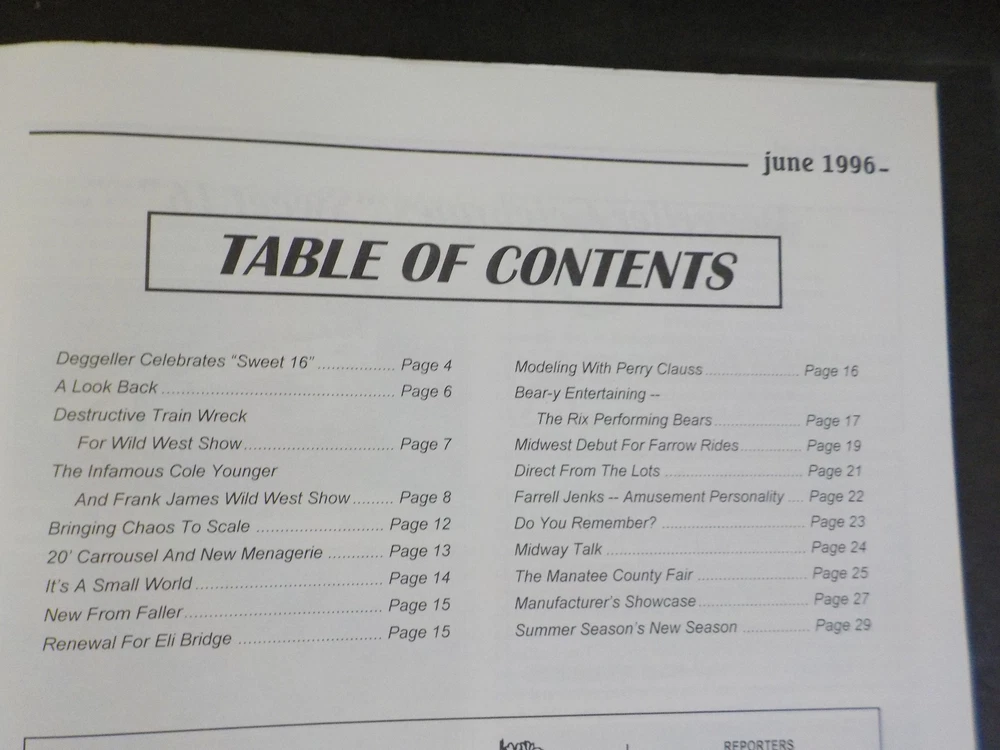 june 1996-
TABLE OF CONTENTS
Deggeller Celebrates "Sweet 16" .................. Page 4
A Look Back ...................................................... Page 6
Destructive Train Wreck
For Wild West Show................................... Page 7
The Infamous Cole Younger
And Frank James Wild West Show ......... Page 8
Bringing Chaos To Scale ............................. Page 12
20' Carrousel And New Menagerie ............ Page 13
It's A Small World .......................................... Page 14
New From Faller............................................. Page 15
Renewal For Eli Bridge ................................. Page 15
Modeling With Perry Clauss ........................ Page 16
Bear-y Entertaining --
The Rix Performing Bears...................... Page 17
Midwest Debut For Farrow Rides................ Page 19
Direct From The Lots .................................. Page 21
Farrell Jenks -- Amusement Personality .... Page 22
Do You Remember? .................................... Page 23
Midway Talk .................................................. Page 24
The Manatee County Fair ............................ Page 25
Manufacturer's Showcase ............................ Page 27
Summer Season's New Season .................. Page 29
REPORTERS